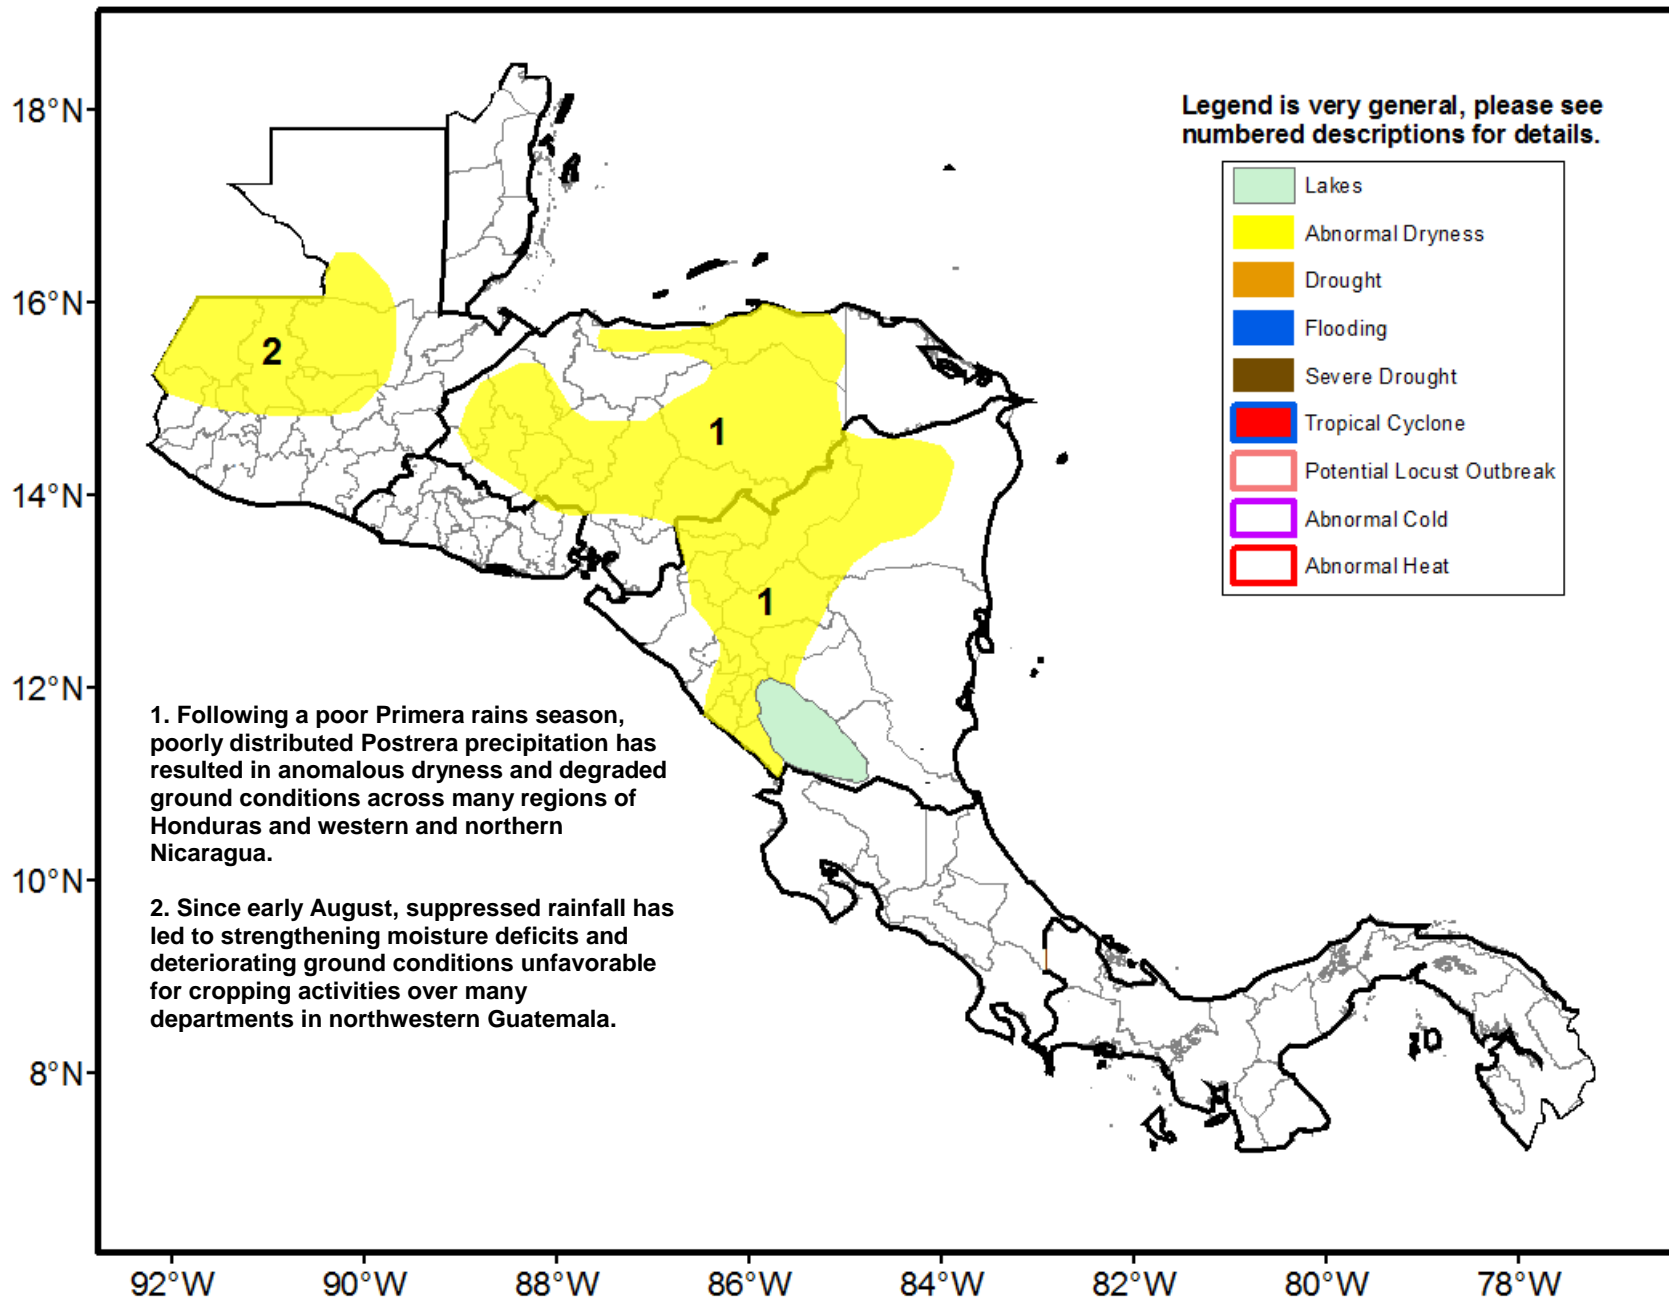 Legend is very general, please see
numbered descriptions for details.
Lakes
Abnormal Dryness
Drought
Flooding
Severe Drought
Tropical Cyclone
Potential Locust Outbreak
Abnormal Cold
Abnormal Heat
18°N
16°N
14°N
12°N
10°N
8°N
2
1
1
1. Following a poor Primera rains season,
poorly distributed Postrera precipitation has
resulted in anomalous dryness and degraded
ground conditions across many regions of
Honduras and western and northern
Nicaragua.
2. Since early August, suppressed rainfall has
led to strengthening moisture deficits and
deteriorating ground conditions unfavorable
for cropping activities over many
departments in northwestern Guatemala.
92°W
90°W
88°W
86°W
84°W
82°W
80°W
78°W